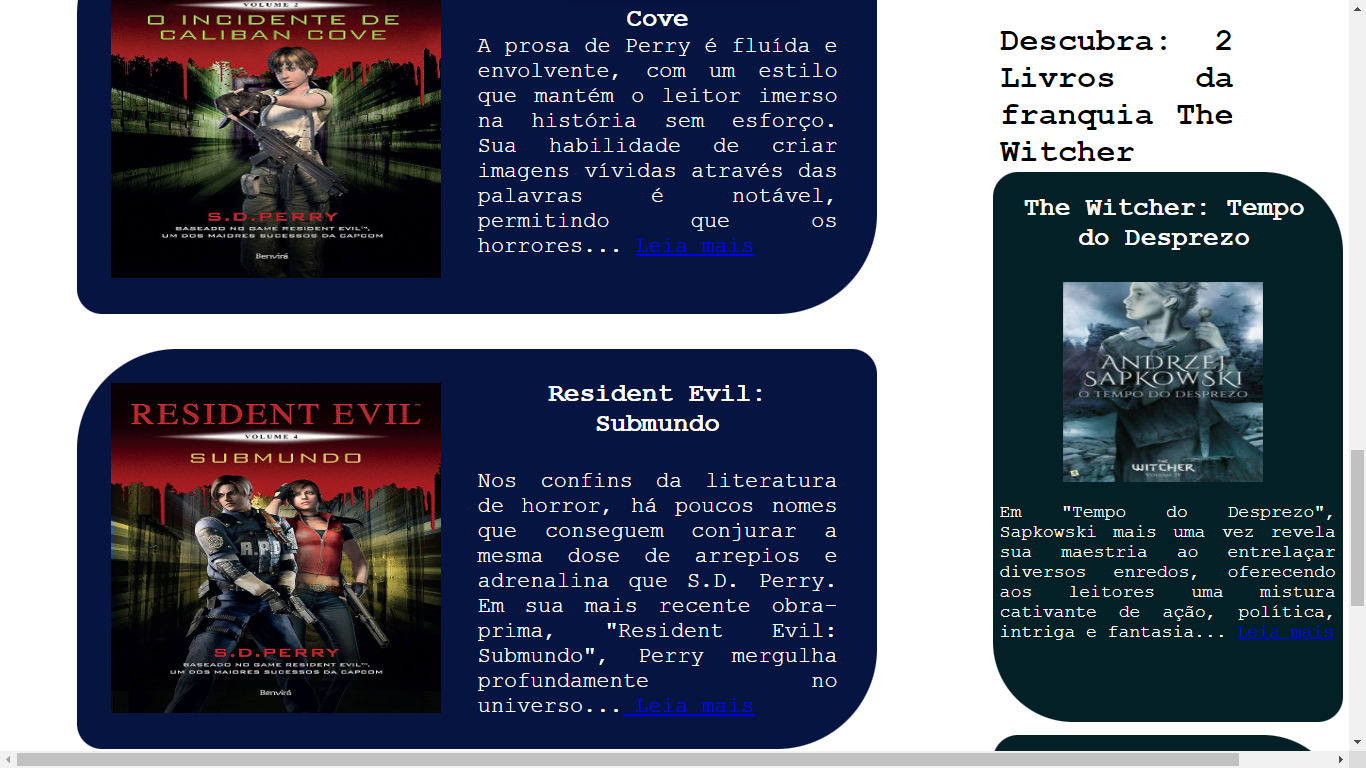 VOLUME 2
O INCIDENTE DE
CALIBAN COVE
S.D.PERRY
BASEADO NO GAME RESIDENT EVIL™,
UM DOS MAIORES SUCESSOS DA CAPCOM
Benvirá
Cove
A prosa de Perry é fluída e
envolvente, com um estilo
que mantém o leitor imerso
na história sem esforço.
Sua habilidade de criar
imagens vívidas através das
palavras é notável,
permitindo que os
horrores... Leia mais
RESIDENT EVIL™
VOLUME 4
SUBMUNDO
R.P.D
S.D.PERRY
BASEADO NO GAME RESIDENT EVIL™,
UM DOS MAIORES SUCESSOS DA CAPCOM
Benvirá
Resident Evil:
Submundo
Nos confins da literatura
de horror, há poucos nomes
que conseguem conjurar a
mesma dose de arrepios e
adrenalina que S.D. Perry.
Em sua mais recente obra-
prima, "Resident Evil:
Submundo", Perry mergulha
profundamente no
universo... Leia mais
Descubra: 2
Livros da
franquia The
Witcher
The Witcher: Tempo
do Desprezo
ANDRZEJ
SAPKOWSKI
O TEMPO DO DESPREZO
THE
WITCHER
Em "Tempo do Desprezo",
Sapkowski mais uma vez revela
sua maestria ao entrelaçar
diversos enredos, oferecendo
aos leitores uma mistura
cativante de ação, política,
intriga e fantasia... Leia mais